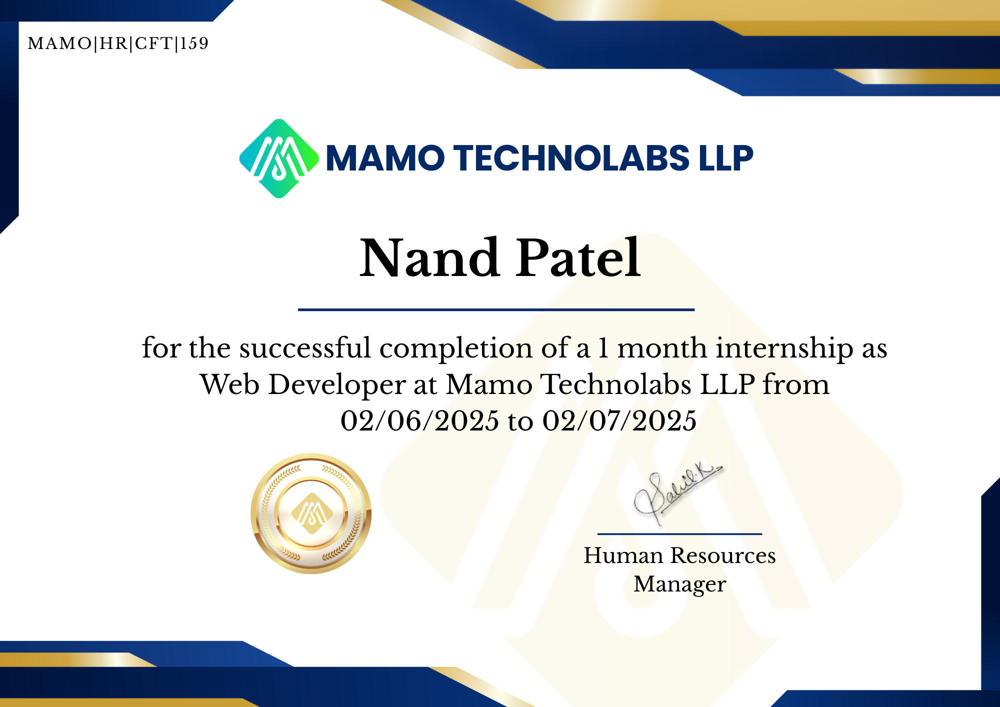 MAMO|HR|CFT|159
MAMO TECHNOLABS LLP
Nand Patel
for the successful completion of a 1 month internship as
Web Developer at Mamo Technolabs LLP from
02/06/2025 to 02/07/2025
Sahil.K.
Human Resources
Manager